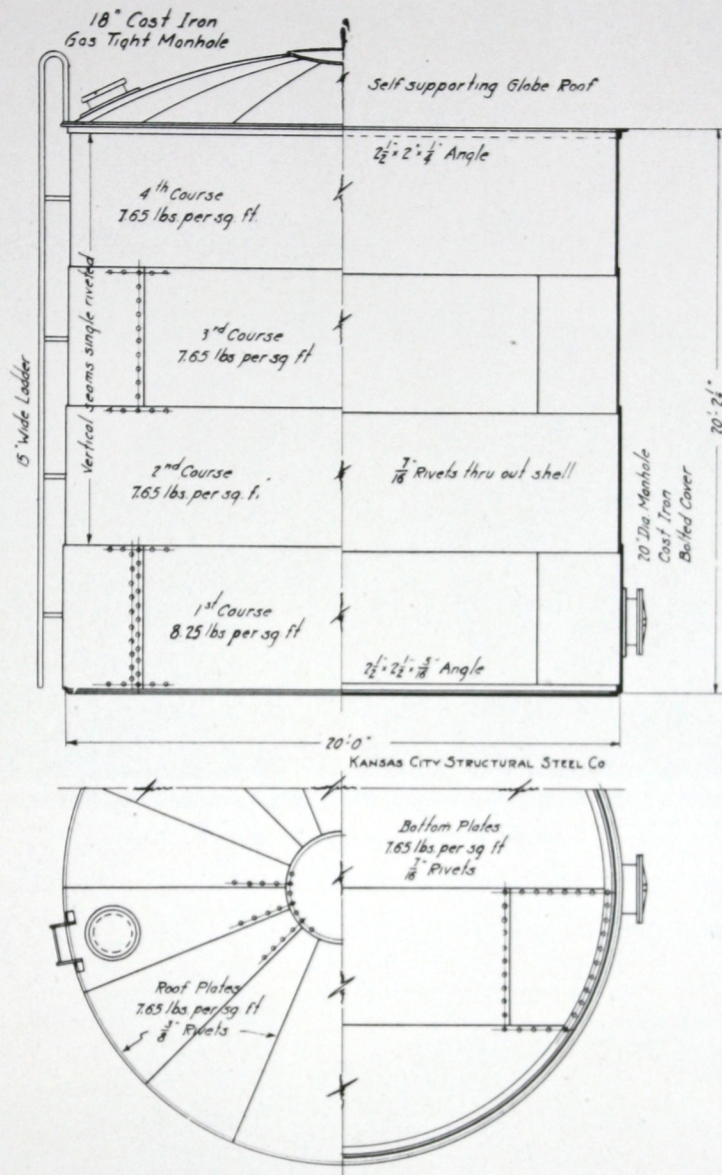 18" Cast Iron
Gas Tight Manhole
Self supporting Globe Roof
2½" × 2" × ¼" Angle
4th Course
7.65 lbs. per sq. ft.
3rd Course
7.65 lbs per sq ft
Vertical seams single riveted
Wide Ladder
2nd Course
7.65 lbs. per sq. f.
7/16" Rivets thru out shell
20" Dia. Manhole
Cast Iron
Bolted Cover
1st Course
8.25 lbs per sq. ft
2½" × 2½" × 5/16" Angle
20'-0"
KANSAS CITY STRUCTURAL STEEL CO
Bottom Plates
7.65 lbs. per sq ft
7/16" Rivets
Roof Plates
7.65 lbs. per sq ft
3/8" Rivets